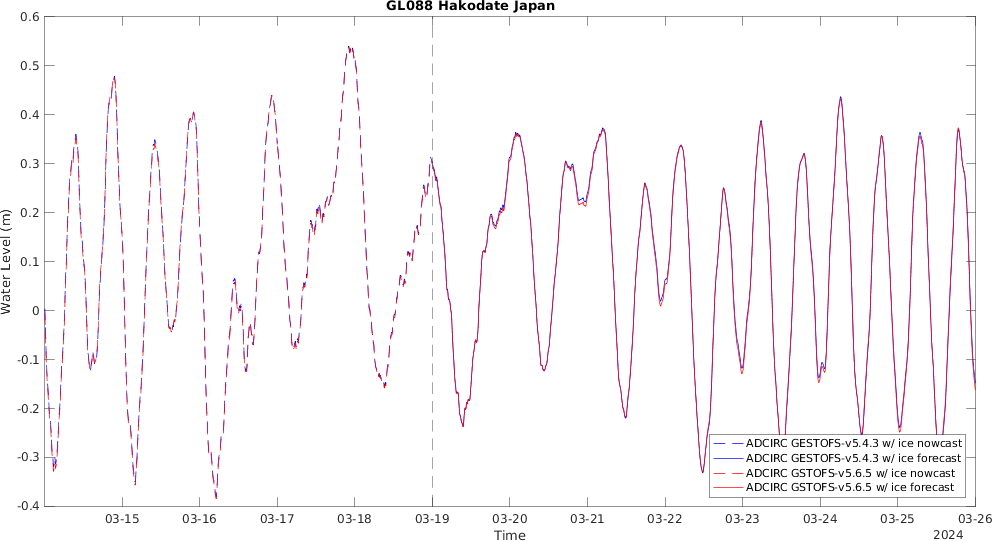 GL088 Hakodate Japan
0.6
0.5
0.4
0.3
0.2
0.1
0
-0.1
-0.2
-0.3
-0.4
Water Level (m)
ADCIRC GESTOFS-v5.4.3 w/ ice nowcast
ADCIRC GESTOFS-v5.4.3 w/ ice forecast
ADCIRC GSTOFS-v5.6.5 w/ ice nowcast
ADCIRC GSTOFS-v5.6.5 w/ ice forecast
03-15 03-16 03-17 03-18 03-19 03-20 03-21 03-22 03-23 03-24 03-25 03-26
Time
2024